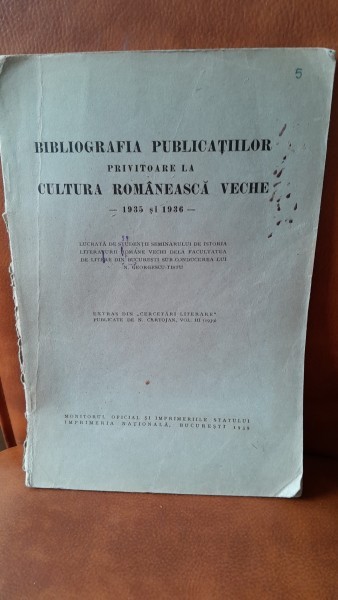 5
BIBLIOGRAFIA PUBLICAȚIILOR
PRIVITOARE LA
CULTURA ROMÂNEASCĂ VECHE
— 1935 și 1936 —
LUCRATĂ DE STUDENȚII SEMINARULUI DE ISTORIA
LITERATURII ROMÂNE VECHI DELA FACULTATEA
DE LITERE DIN BUCUREȘTI SUB CONDUCEREA LUI
N. GEORGESCU-TISTU
EXTRAS DIN „CERCETĂRI LITERARE"
PUBLICATE DE N. CARTOJAN, VOL. III
MONITORUL OFICIAL ȘI IMPRIMERIILE STATULUI
IMPRIMERIA NAȚIONALĂ, BUCUREȘTI